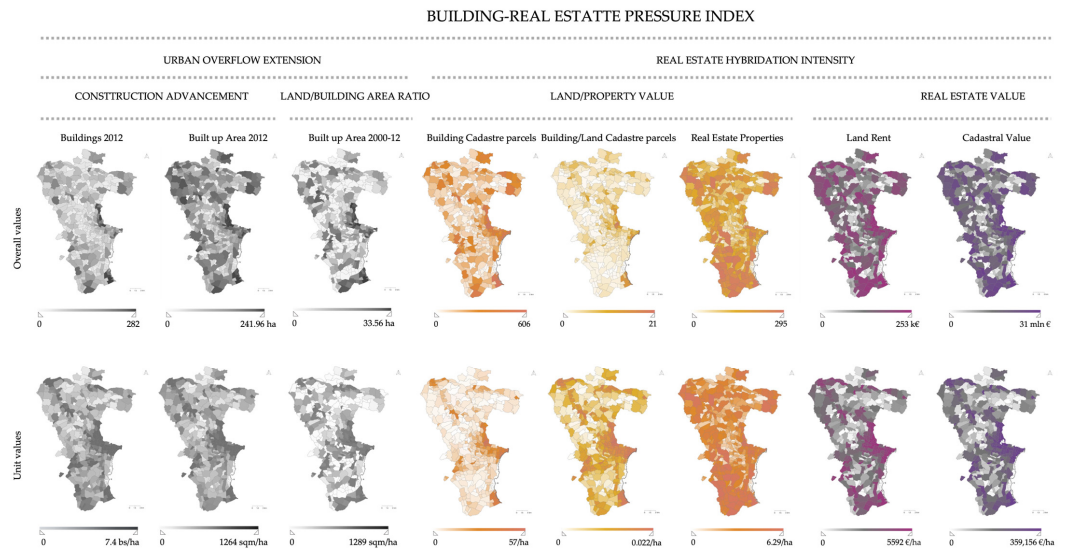 BUILDING-REAL ESTATTE PRESSURE INDEX
URBAN OVERFLOW EXTENSION
REAL ESTATE HYBRIDATION INTENSITY
CONSTTRUCTION ADVANCEMENT
LAND/BUILDING AREA RATIO
LAND/PROPERTY VALUE
REAL ESTATE VALUE
Buildings 2012
Built up Area 2012
Built up Area 2000-12
Building Cadastre parcels
Building/Land Cadastre parcels
Real Estate Properties
Land Rent
Cadastral Value
Overall values
0 282
0 241.96 ha
0 33.56 ha
0 606
0 21
0 295
0 253 k€
0 31 mln €
Unit values
0 7.4 bs/ha
0 1264 sqm/ha
0 1289 sqm/ha
0 57/ha
0 0.022/ha
0 6.29/ha
0 5592 €/ha
0 359,156 €/ha